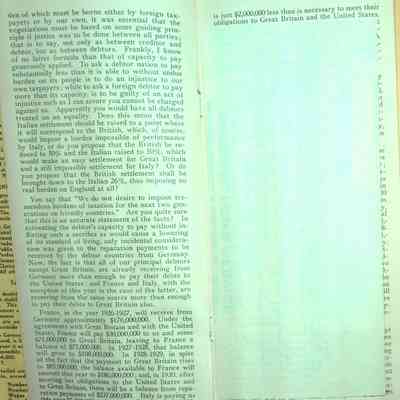 den of which must be borne either by foreign tax-
payers or by our own, it was essential that the
negotiations must be based on some guiding prin-
ciple if justice was to be done between all parties;
that is to say, not only as between creditor and
debtor, but as between debtors. Frankly, I know
of no fairer formula than that of capacity to pay
generously applied. To ask a debtor nation to pay
substantially less than it is able to without undue
burden on its people is to do an injustice to our
own taxpayers; while to ask a foreign debtor to pay
more than its capacity, is to be guilty of an act of
injustice such as I can assure you cannot be charged
against us. Apparently you would have all debtors
treated on an equality. Does this mean that the
Italian settlement should be raised to a point where
it will correspond to the British, which, of course,
would impose a burden impossible of performance
by Italy, or do you propose that the British be re-
duced to and the Italian raised to which
would make an easy settlement for Great Britain
and a still impossible settlement for Italy? Or do
you propose that the British settlement shall be
brought down to the Italian 26%, thus imposing no
real burden on England at all?
You say that "We do not desire to impose tre-
mendous burdens of taxation for the next two gen-
erations on friendly countries." Are you quite sure
that this is an accurate statement of the facts? In
estimating the debtor's capacity to pay without in-
flicting such a sacrifice as would cause a lowering
of its standard of living, only incidental considera-
tion was given to the reparation payments to be
received by the debtor countries from Germany.
Now, the fact is that all of our principal debtors
except Great Britain, are already receiving from
Germany more than enough to pay their debts to
the United States; and France and Italy, with the
exception of this year in the case of the latter, are
receiving from the same source more than enough
to pay their debts to Great Britain also.
France, in the year 1926-1927, will receive from
Germany approximately $176,000,000. Under the
agreements with Great Britain and with the United
States, France will pay $30,000,000 to us and some
$71,000,000 to Great Britain, leaving to France a
balance of $75,000,000. In 1927-1928, that balance
will grow to In 1928-1929, in spite
of the fact that the payment to Great Britain rises
to the balance available to France will
amount that year to and, in 1930, after
meeting her obligations to the United States and
to Great Britain, there will be a balance from repa-
ration payments of Italy is paying us
is just $2,000,000 less than is necessary to meet their
obligations to Great Britain and the United States.